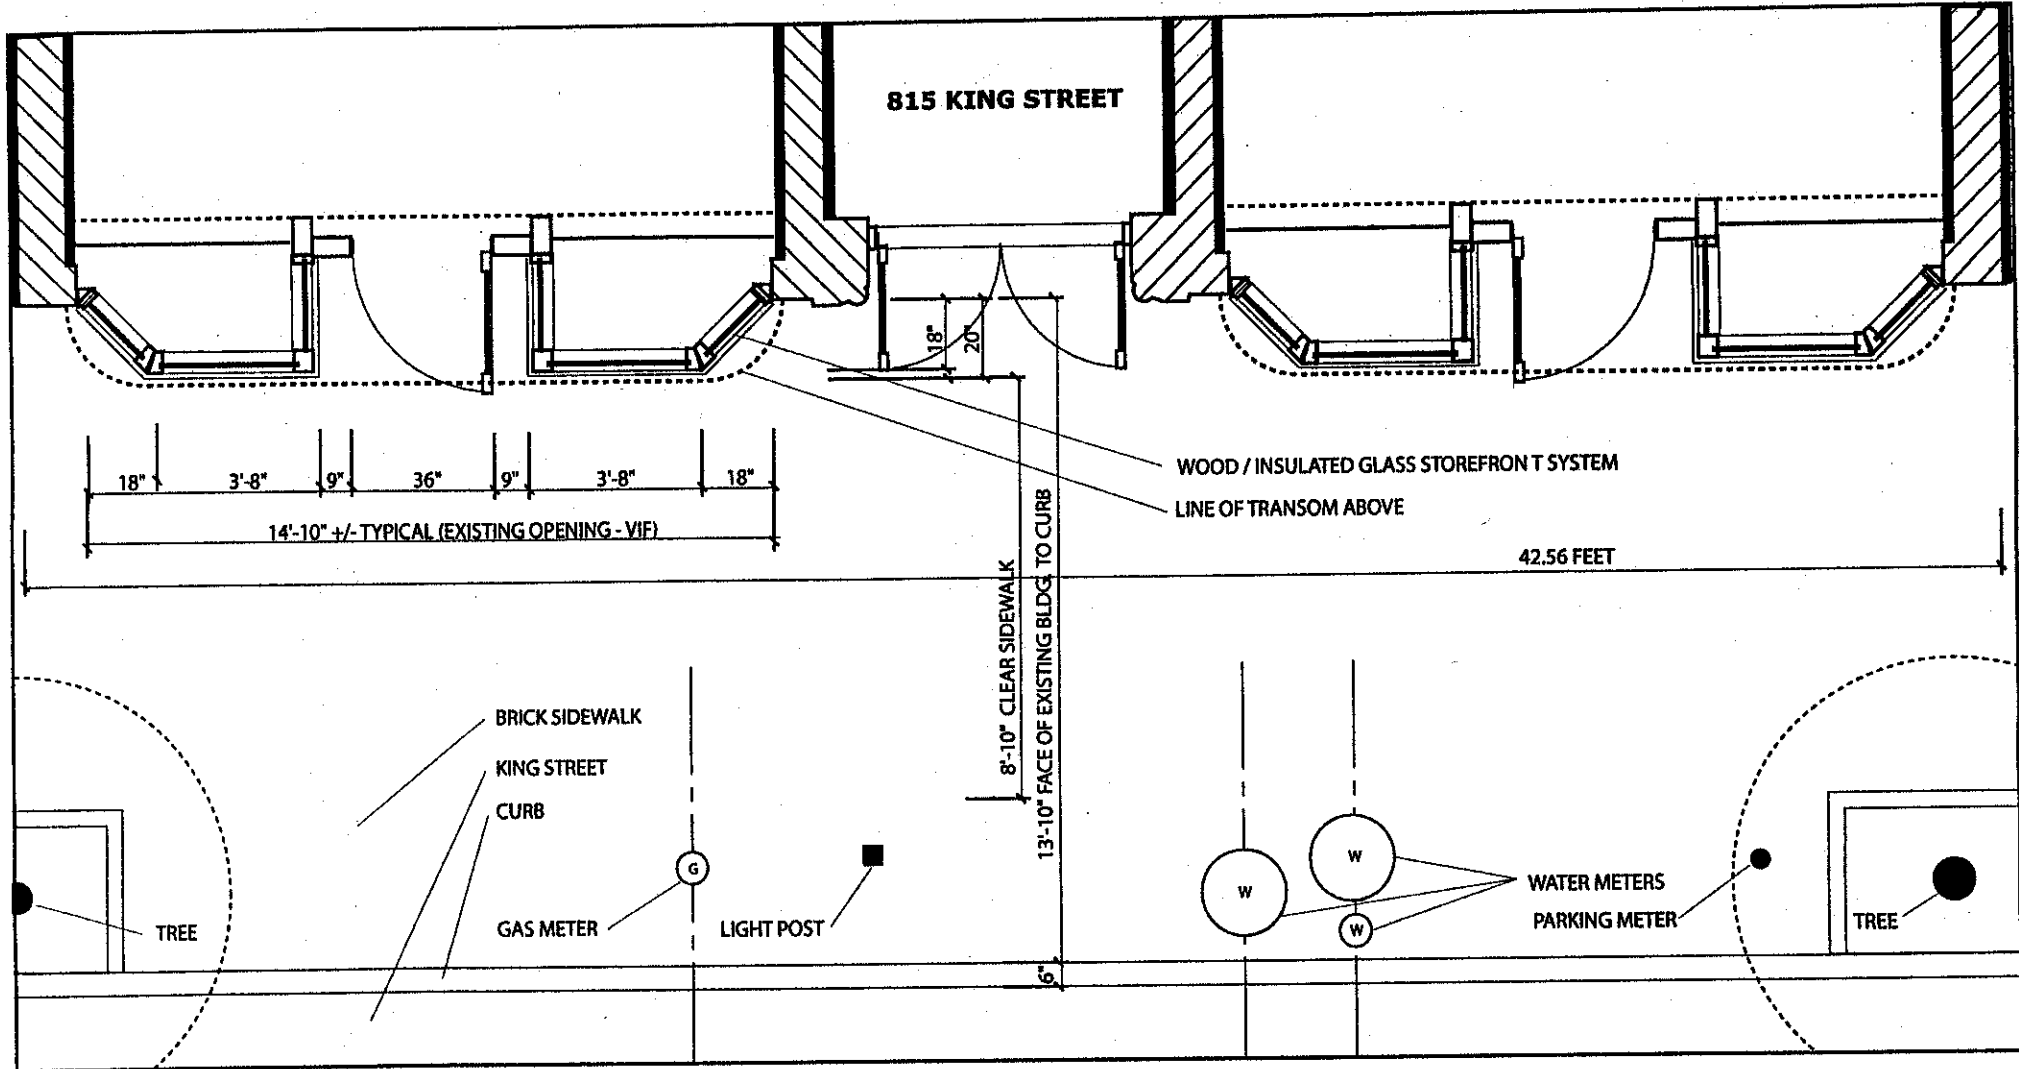 815 KING STREET
18"
20"
18"
3'-8"
9"
36"
9"
3'-8"
18"
14'-10" +/- TYPICAL (EXISTING OPENING - VIF)
WOOD / INSULATED GLASS STOREFRON T SYSTEM
LINE OF TRANSOM ABOVE
42.56 FEET
8'-10" CLEAR SIDEWALK
13'-10" FACE OF EXISTING BLDG. TO CURB
BRICK SIDEWALK
KING STREET
CURB
G
W
W
W
WATER METERS
PARKING METER
TREE
TREE
GAS METER
LIGHT POST
6"